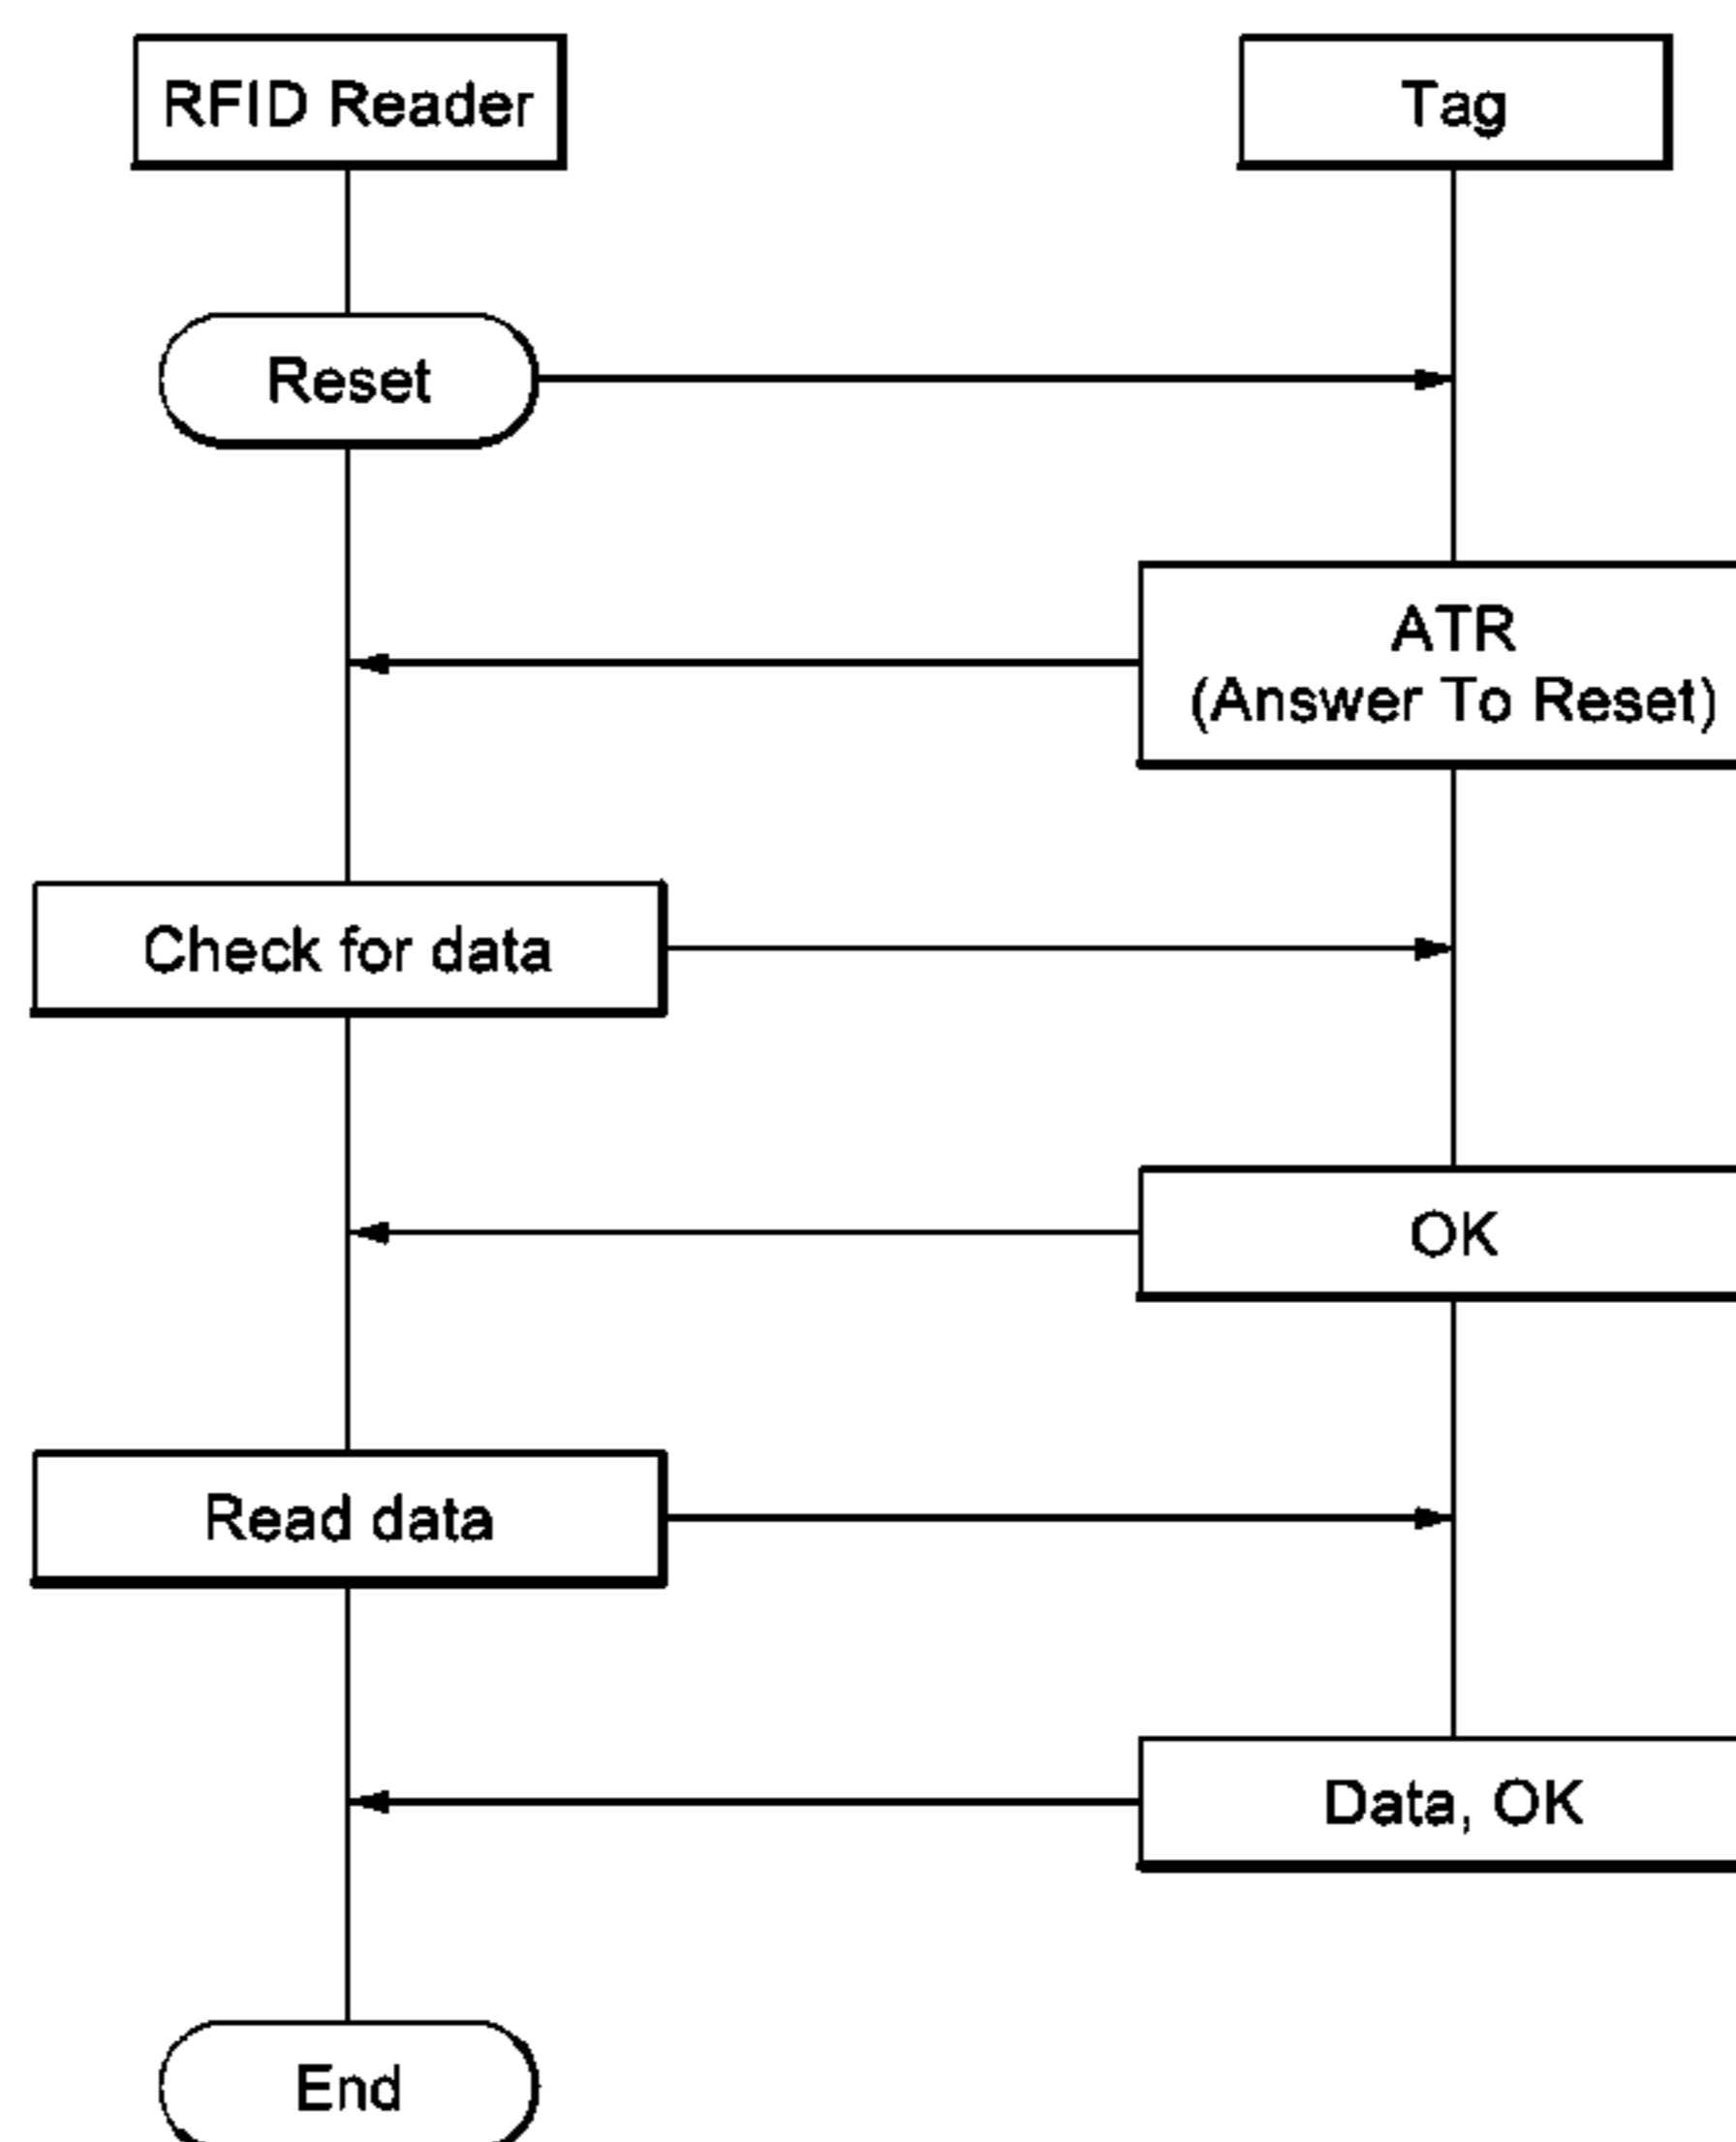 RFID Reader
Tag
Reset
ATR
(Answer To Reset)
Check for data
OK
Read data
Data, OK
End